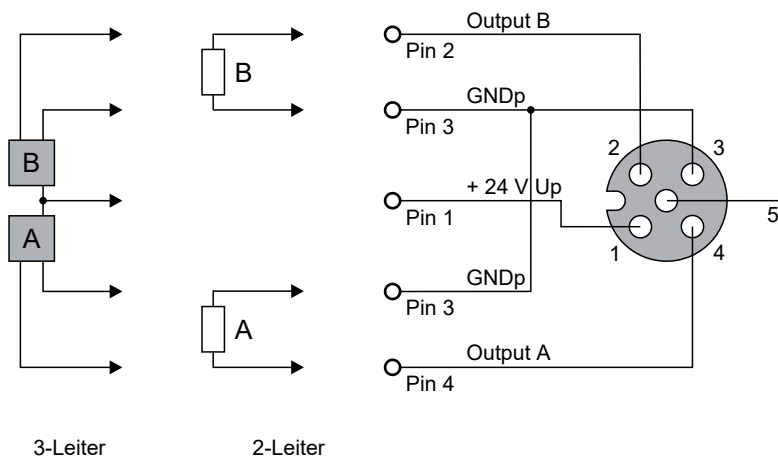 Output B
B
Pin 2
GNDp
Pin 3
2
3
B
+ 24 V Up
Pin 1
5
A
1
4
GNDp
A
Pin 3
Output A
Pin 4
3-Leiter
2-Leiter